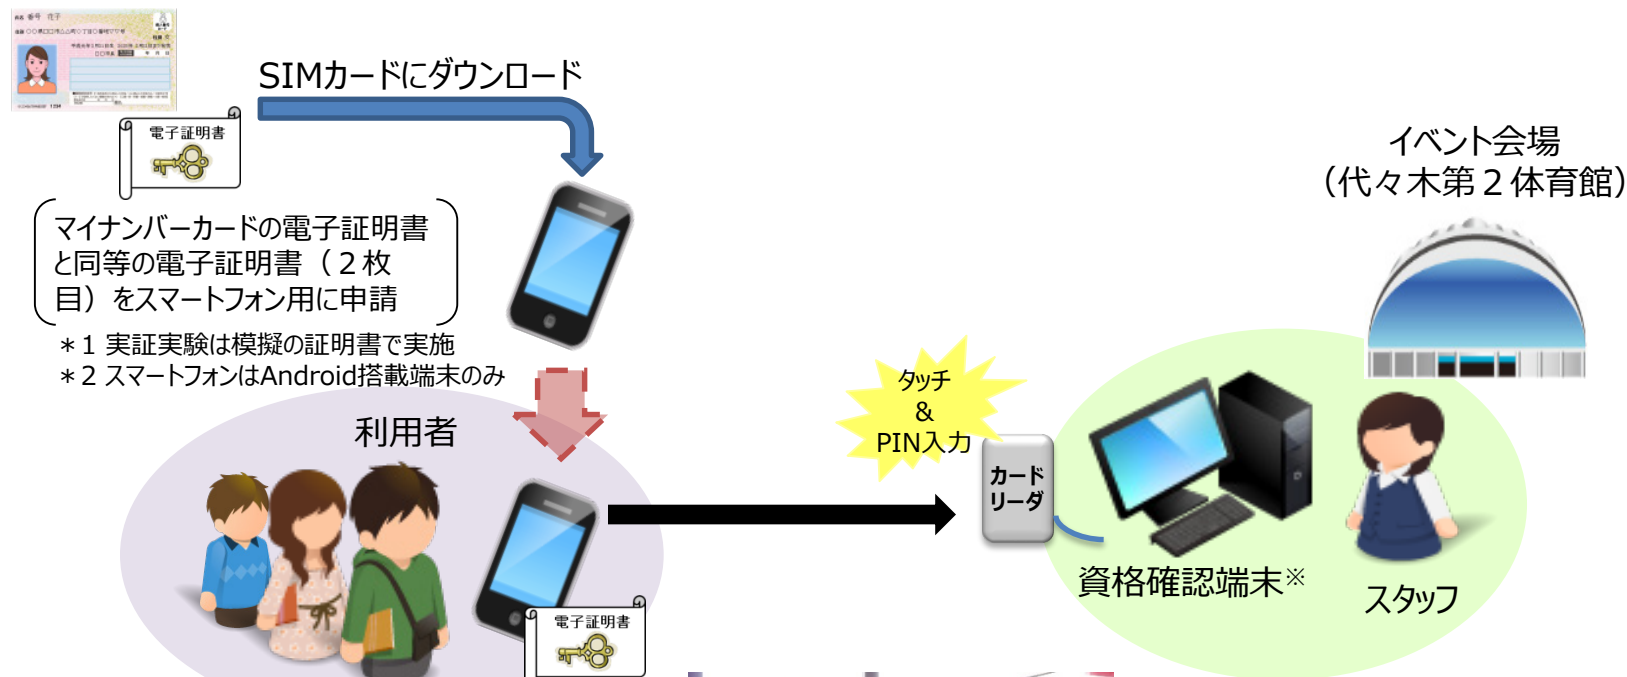 氏名 番号 花子
SIMカードにダウンロード
電子証明書
マイナンバーカードの電子証明書
と同等の電子証明書（２枚
目）をスマートフォン用に申請
＊１ 実証実験は模擬の証明書で実施
＊２ スマートフォンはAndroid搭載端末のみ
利用者
電子証明書
タッチ
＆
PIN入力
カード
リーダ
イベント会場
（代々木第２体育館）
資格確認端末※
スタッフ